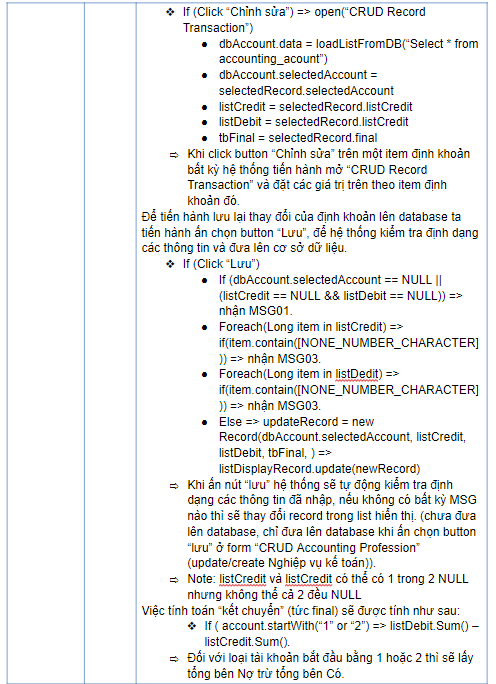 ❖ If (Click “Chỉnh sửa”) => open(“CRUD Record
Transaction”)
● dbAccount.data = loadListFromDB(“Select * from
accounting_acount”)
● dbAccount.selectedAccount =
selectedRecord.selectedAccount
● listCredit = selectedRecord.listCredit
● listDebit = selectedRecord.listCredit
● tbFinal = selectedRecord.final
⇨ Khi click button “Chỉnh sửa” trên một item định khoản
bất kỳ hệ thống tiến hành mở “CRUD Record
Transaction” và đặt các giá trị trên theo item định
khoản đó.
Để tiến hành lưu lại thay đổi của định khoản lên database ta
tiến hành ấn chọn button “Lưu”, để hệ thống kiểm tra định dạng
các thông tin và đưa lên cơ sở dữ liệu.
❖ If (Click “Lưu”)
● If (dbAccount.selectedAccount == NULL ||
(listCredit == NULL && listDebit == NULL)) =>
nhận MSG01.
● Foreach(Long item in listCredit) =>
if(item.contain([NONE_NUMBER_CHARACTER]
)) => nhận MSG03.
● Foreach(Long item in listDedit) =>
if(item.contain([NONE_NUMBER_CHARACTER]
)) => nhận MSG03.
● Else => updateRecord = new
Record(dbAccount.selectedAccount, listCredit,
listDebit, tbFinal, ) =>
listDisplayRecord.update(newRecord)
⇨ Khi ấn nút “lưu” hệ thống sẽ tự động kiểm tra định
dạng các thông tin đã nhập, nếu không có bất kỳ MSG
nào thì sẽ thay đổi record trong list hiển thị. (chưa đưa
lên database, chỉ đưa lên database khi ấn chọn button
“lưu” ở form “CRUD Accounting Profession”
(update/create Nghiệp vụ kế toán)).
⇨ Note: listCredit và listCredit có thể có 1 trong 2 NULL
nhưng không thể cả 2 đều NULL
Việc tính toán “kết chuyển” (tức final) sẽ được tính như sau:
❖ If ( account.startWith(“1” or “2”) => listDebit.Sum() –
listCredit.Sum().
⇨ Đối với loại tài khoản bắt đầu bằng 1 hoặc 2 thì sẽ lấy
tổng bên Nợ trừ tổng bên Có.